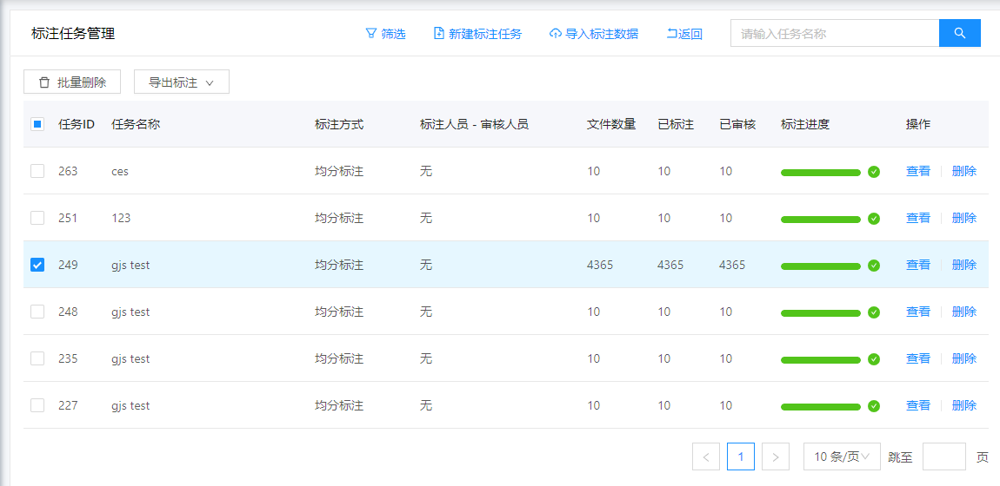 标注任务管理 筛选 新建标注任务 导入标注数据 返回 请输入任务名称
批量删除 导出标注
任务ID 任务名称 标注方式 标注人员 - 审核人员 文件数量 已标注 已审核 标注进度 操作
263 ces 均分标注 无 10 10 10 查看 删除
251 123 均分标注 无 10 10 10 查看 删除
249 gjs test 均分标注 无 4365 4365 4365 查看 删除
248 gjs test 均分标注 无 10 10 10 查看 删除
235 gjs test 均分标注 无 10 10 10 查看 删除
227 gjs test 均分标注 无 10 10 10 查看 删除
< 1 > 10 条/页 跳至 页